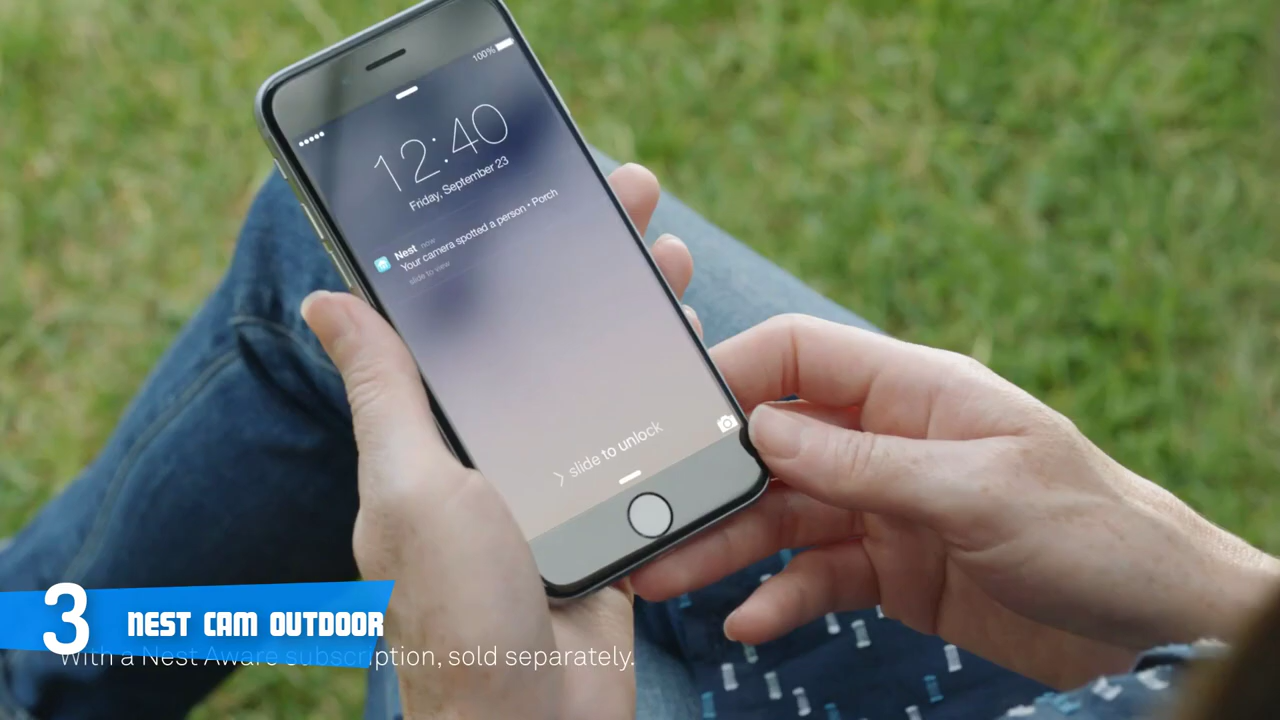 100%
12:40
Friday, September 23
Nest now
Your camera spotted a person • Porch
slide to view
> slide to unlock
3 NEST CAM OUTDOOR
With a Nest Aware subscription, sold separately.